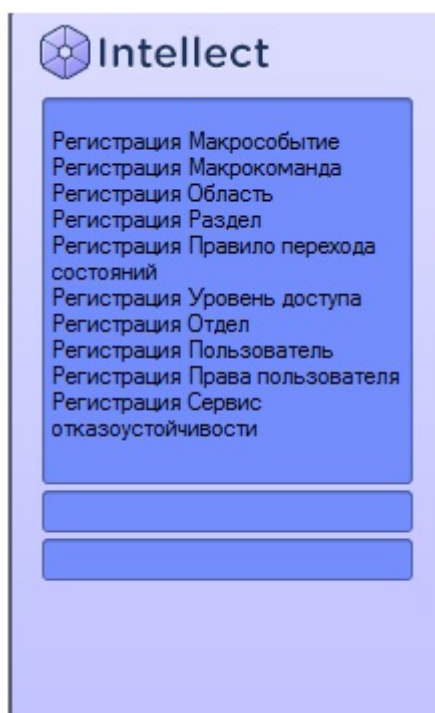 Intellect
Регистрация Макрособытие
Регистрация Макрокоманда
Регистрация Область
Регистрация Раздел
Регистрация Правило перехода
состояний
Регистрация Уровень доступа
Регистрация Отдел
Регистрация Пользователь
Регистрация Права пользователя
Регистрация Сервис
отказоустойчивости